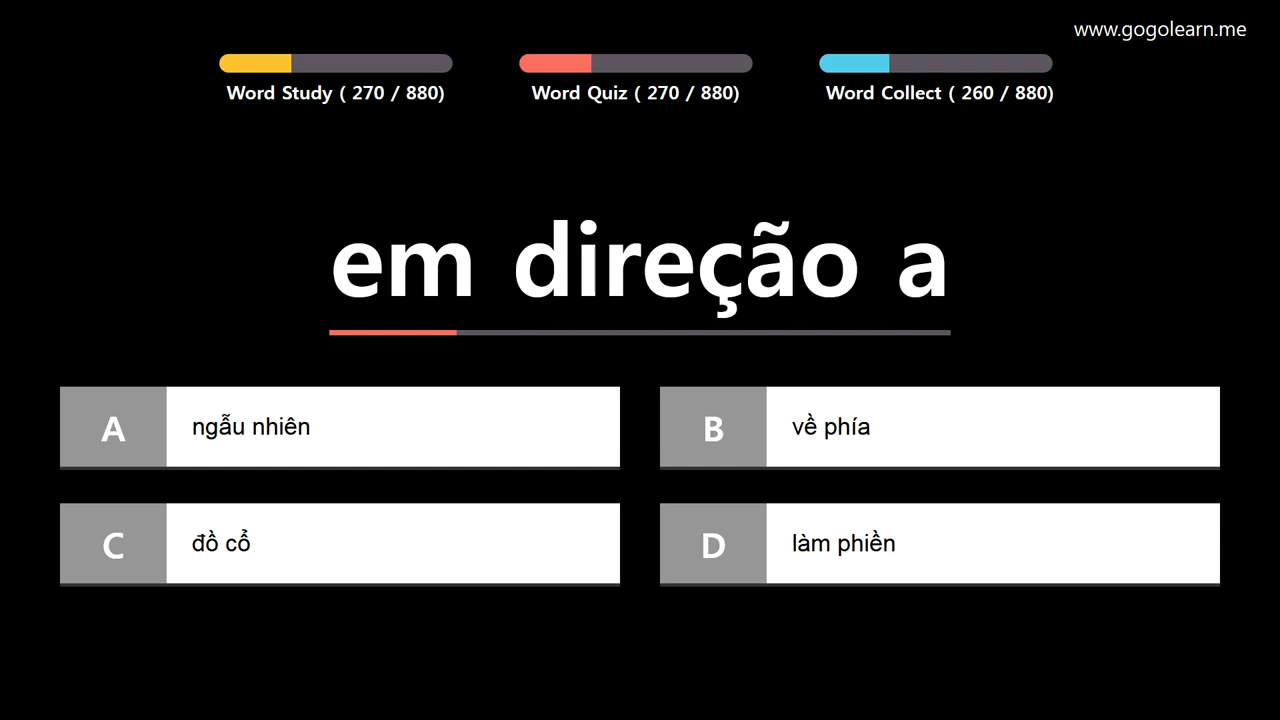 www.gogolearn.me
Word Study ( 270 / 880)
Word Quiz ( 270 / 880)
Word Collect ( 260 / 880)
em direção a
A ngẫu nhiên
B về phía
C đồ cổ
D làm phiền